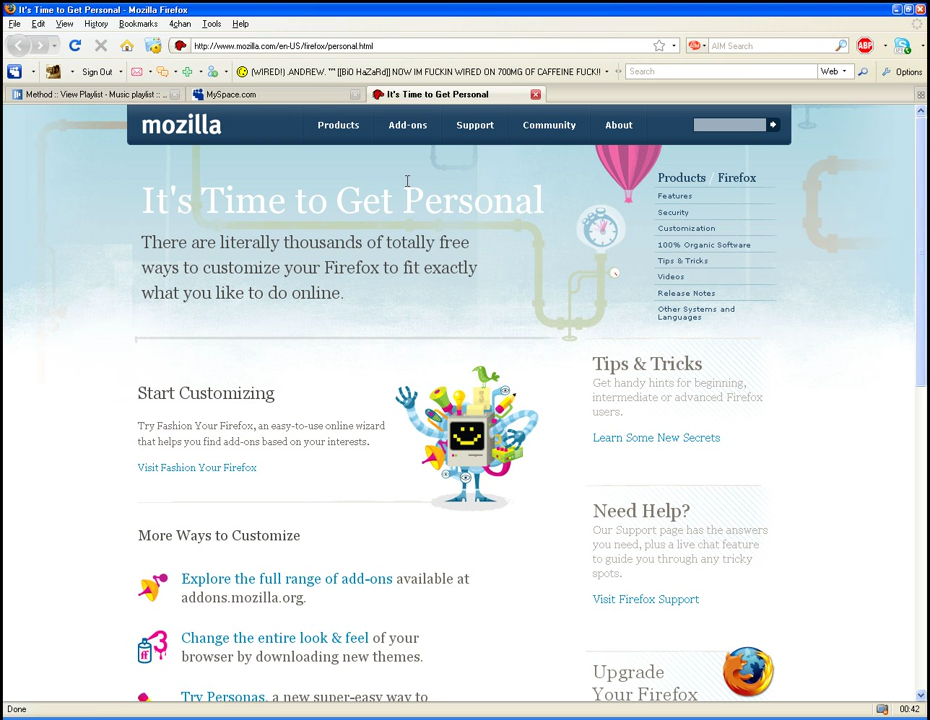 It's Time to Get Personal - Mozilla Firefox
File Edit View History Bookmarks 4chan Tools Help
http://www.mozilla.com/en-US/firefox/personal.html AIM Search ABP
Sign Out (WIRED!) .ANDREW. *** [[BiO HaZaRd]] NOW IM FUCKIN WIRED ON 700MG OF CAFFEINE FUCK!! Search Web Options
Method :: View Playlist - Music playlist :: ... MySpace.com It's Time to Get Personal
mozilla Products Add-ons Support Community About
It's Time to Get Personal
There are literally thousands of totally free
ways to customize your Firefox to fit exactly
what you like to do online.
Products / Firefox
Features
Security
Customization
100% Organic Software
Tips & Tricks
Videos
Release Notes
Other Systems and
Languages
Start Customizing
Try Fashion Your Firefox, an easy-to-use online wizard
that helps you find add-ons based on your interests.
Visit Fashion Your Firefox
More Ways to Customize
Explore the full range of add-ons available at
addons.mozilla.org.
ff
Change the entire look & feel of your
browser by downloading new themes.
Try Personas, a new super-easy way to
Tips & Tricks
Get handy hints for beginning,
intermediate or advanced Firefox
users.
Learn Some New Secrets
Need Help?
Our Support page has the answers
you need, plus a live chat feature
to guide you through any tricky
spots.
Visit Firefox Support
Upgrade
Your Firefox
Done 00:42